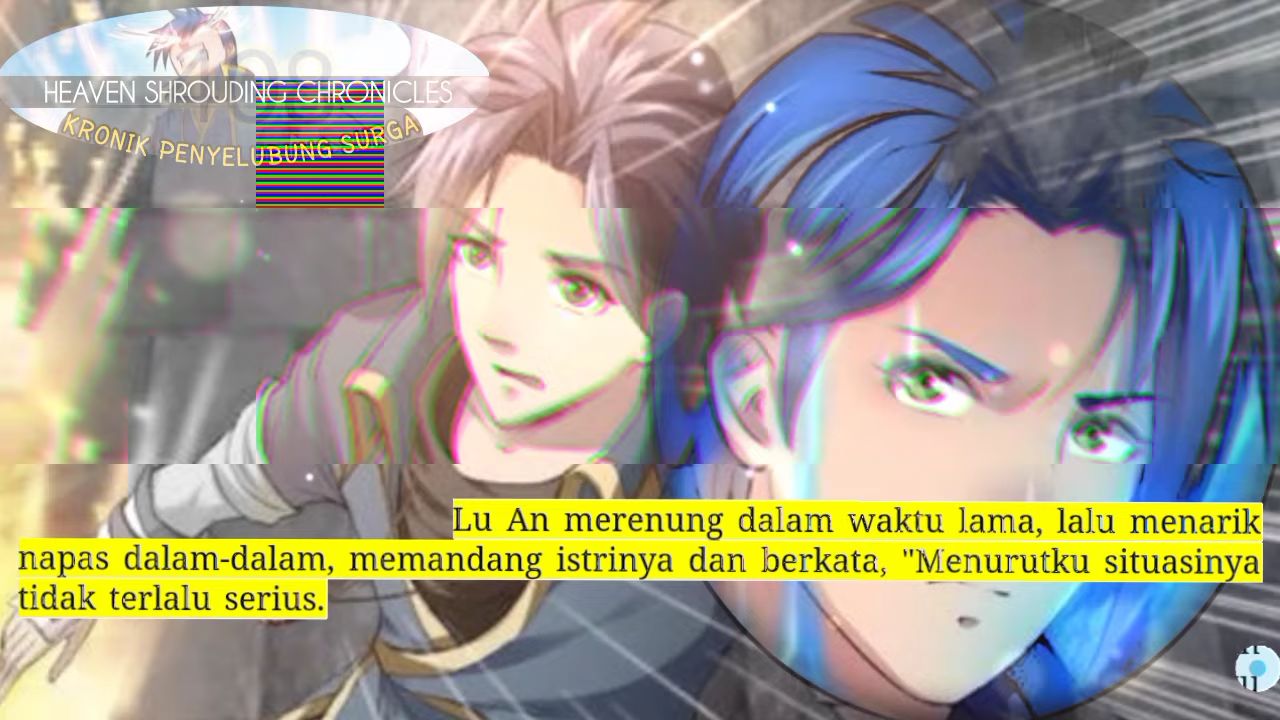 HEAVEN SHROUDING CHRONICLES
KRONIK PENYELUBUNG SURGA
Lu An merenung dalam waktu lama, lalu menarik
napas dalam-dalam, memandang istrinya dan berkata, "Menurutku situasinya
tidak terlalu serius.